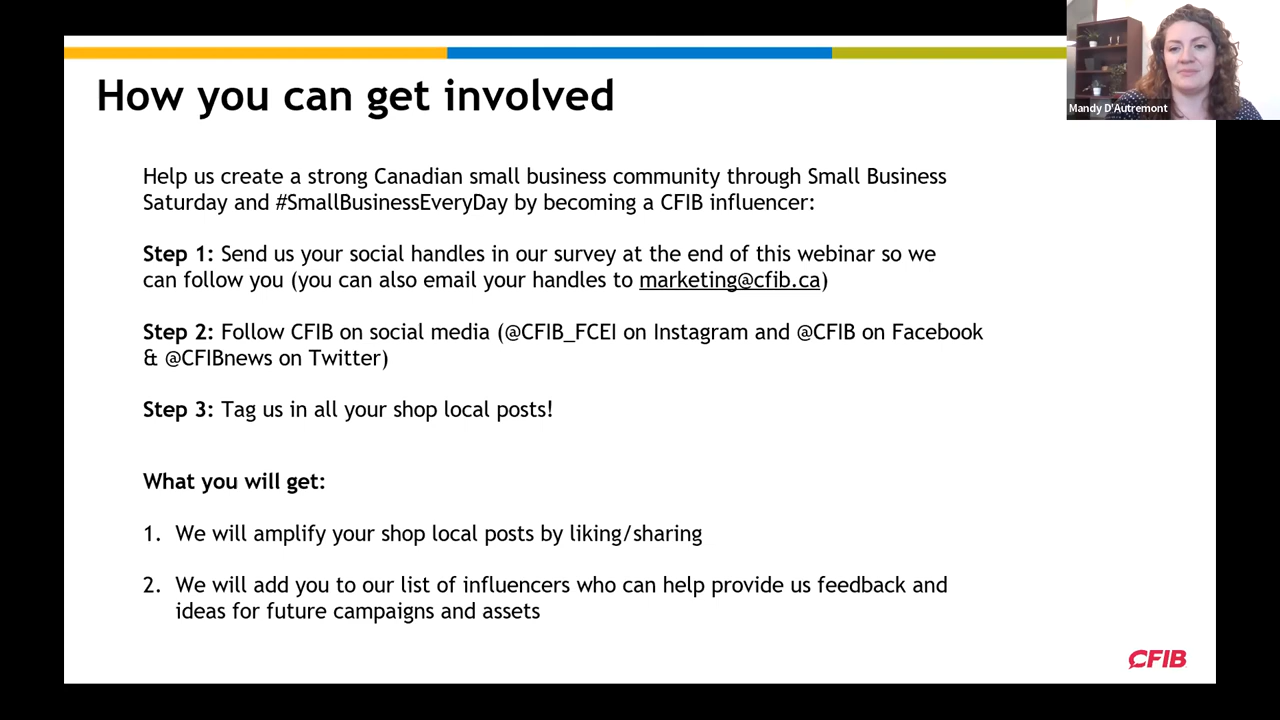 How you can get involved
Mandy D'Autremont
Help us create a strong Canadian small business community through Small Business
Saturday and #SmallBusinessEveryDay by becoming a CFIB influencer:
Step 1: Send us your social handles in our survey at the end of this webinar so we
can follow you (you can also email your handles to marketing@cfib.ca)
Step 2: Follow CFIB on social media (@CFIB_FCEI on Instagram and @CFIB on Facebook
& @CFIBnews on Twitter)
Step 3: Tag us in all your shop local posts!
What you will get:
1. We will amplify your shop local posts by liking/sharing
2. We will add you to our list of influencers who can help provide us feedback and
ideas for future campaigns and assets
CFIB